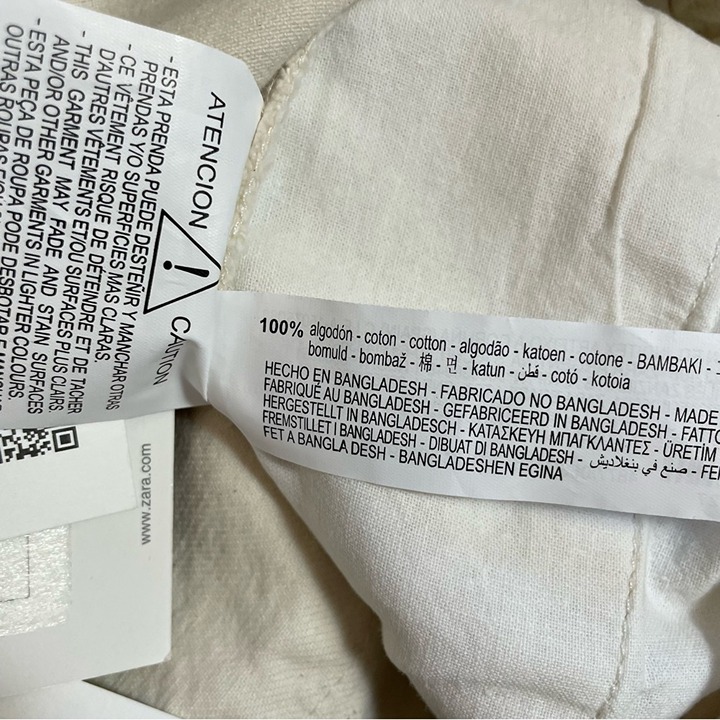 ATENCION
CAUTION
- ESTA PRENDA PUEDE DESTEÑIR Y MANCHAR OTRAS
PRENDAS Y/O SUPERFICIES MAS CLARAS.
- CE VÊTEMENT RISQUE DE DÉTEINDRE ET DE TACHER
D'AUTRES VÊTEMENTS ET/OU SURFACES PLUS CLAIRS.
- THIS GARMENT MAY FADE AND STAIN SURFACES
AND/OR OTHER GARMENTS IN LIGHTER COLOURS.
- ESTA PEÇA DE ROUPA PODE DESBOTAR E MANCHAR
OUTRAS ROUPAS
www.zara.com
100% algodón - coton - cotton - algodão - katoen - cotone - BAMBAKI -
bomuld - bombaž - 棉 - 면 - katun - قطن - cotó - kotoia
HECHO EN BANGLADESH - FABRICADO NO BANGLADESH - MADE
FABRIQUÉ AU BANGLADESH - GEFABRICEERD IN BANGLADESH - FATTO
HERGESTELLT IN BANGLADESCH - ΚΑΤΑΣΚΕΥΗ ΜΠΑΓΚΛΑΝΤΕΣ - ÜRETİM
FREMSTILLET I BANGLADESH - DIBUAT DI BANGLADESH - صنع في بنغلاديش - FE
FET A BANGLA DESH - BANGLADESHEN EGINA